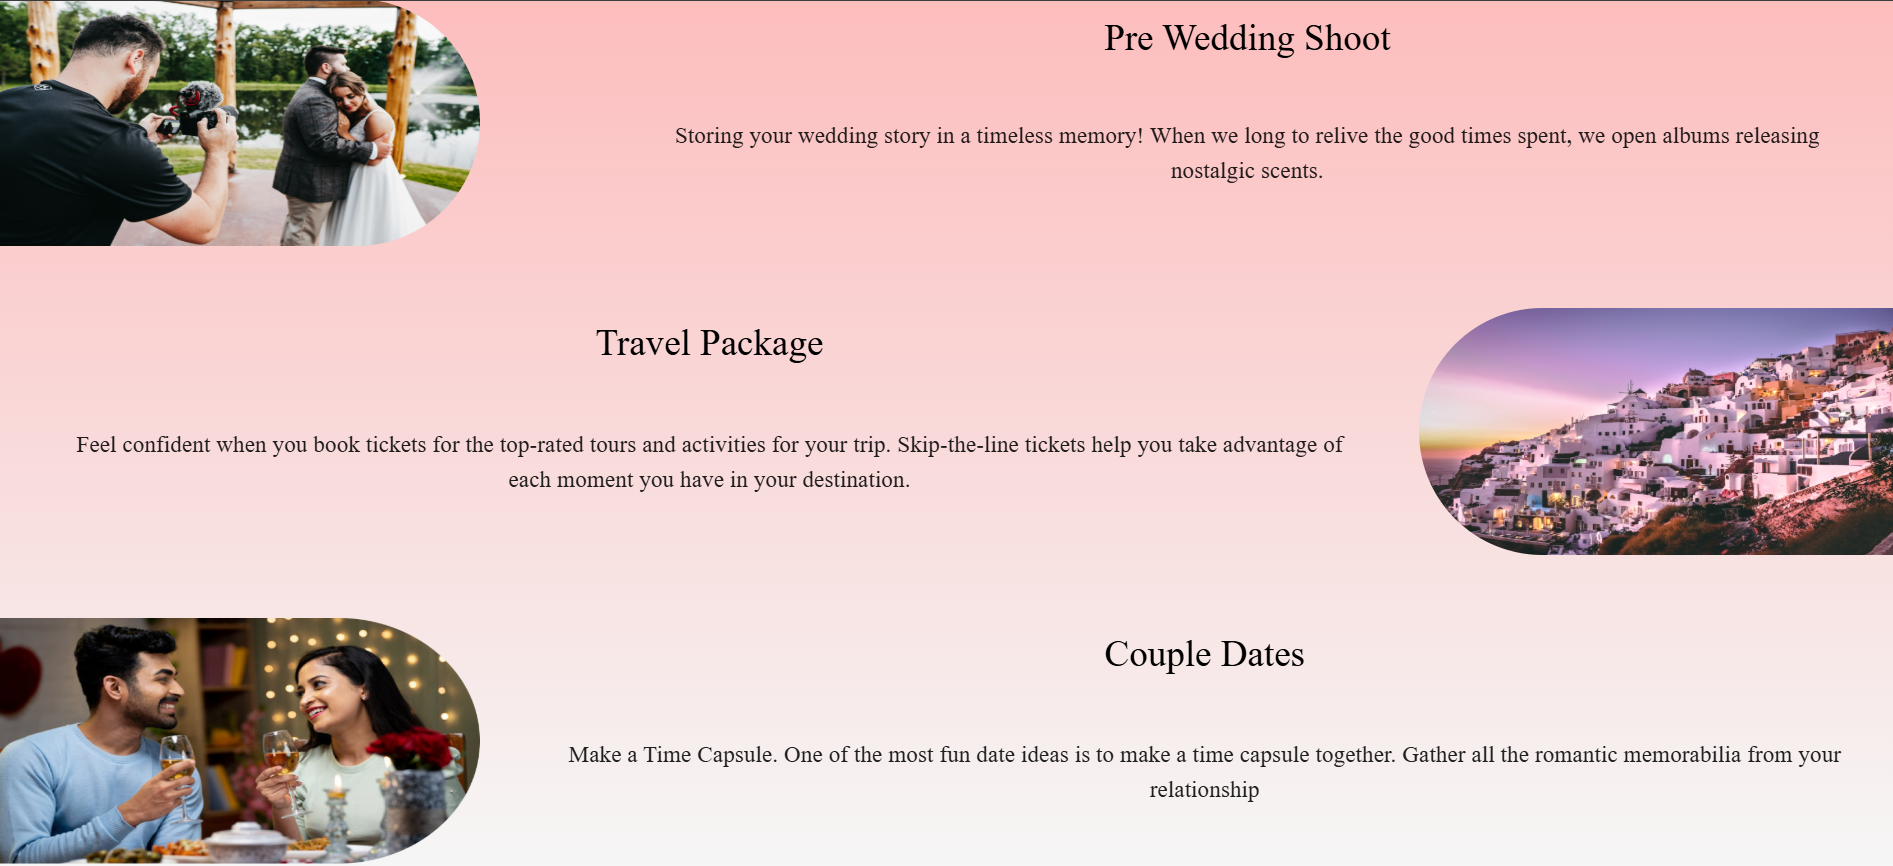 Pre Wedding Shoot
Storing your wedding story in a timeless memory! When we long to relive the good times spent, we open albums releasing
nostalgic scents.
Travel Package
Feel confident when you book tickets for the top-rated tours and activities for your trip. Skip-the-line tickets help you take advantage of
each moment you have in your destination.
Couple Dates
Make a Time Capsule. One of the most fun date ideas is to make a time capsule together. Gather all the romantic memorabilia from your
relationship